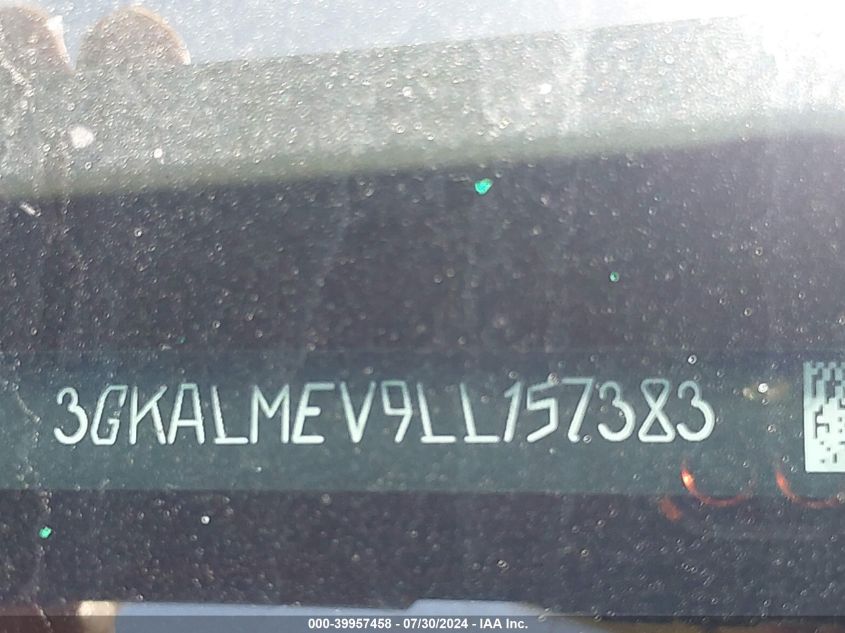 3GKALMEV9LL157383
000-39957458 - 07/30/2024 - IAA Inc.